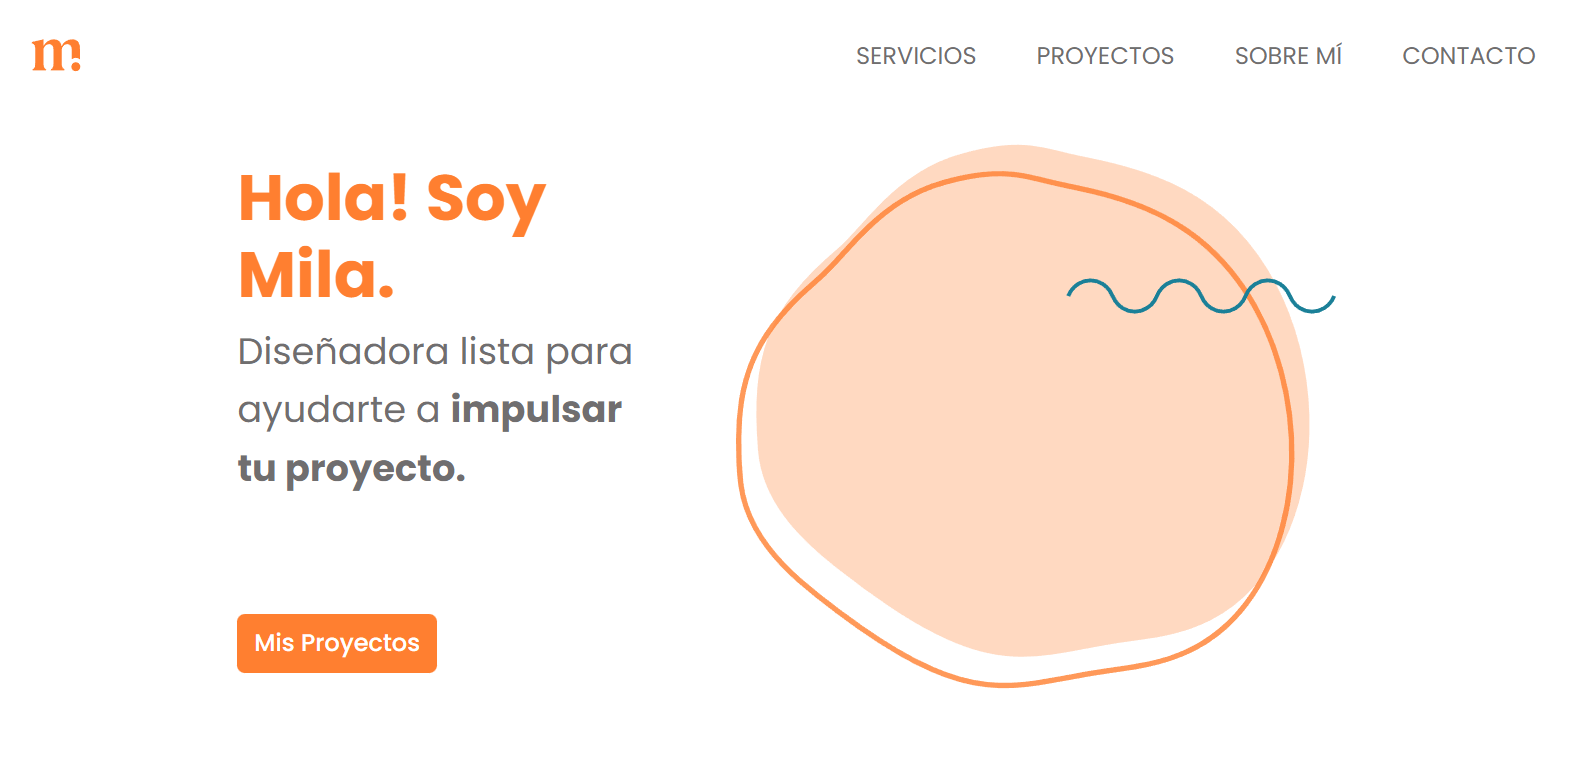 m!
SERVICIOS PROYECTOS SOBRE MÍ CONTACTO
Hola! Soy
Mila.
Diseñadora lista para
ayudarte a impulsar
tu proyecto.
Mis Proyectos